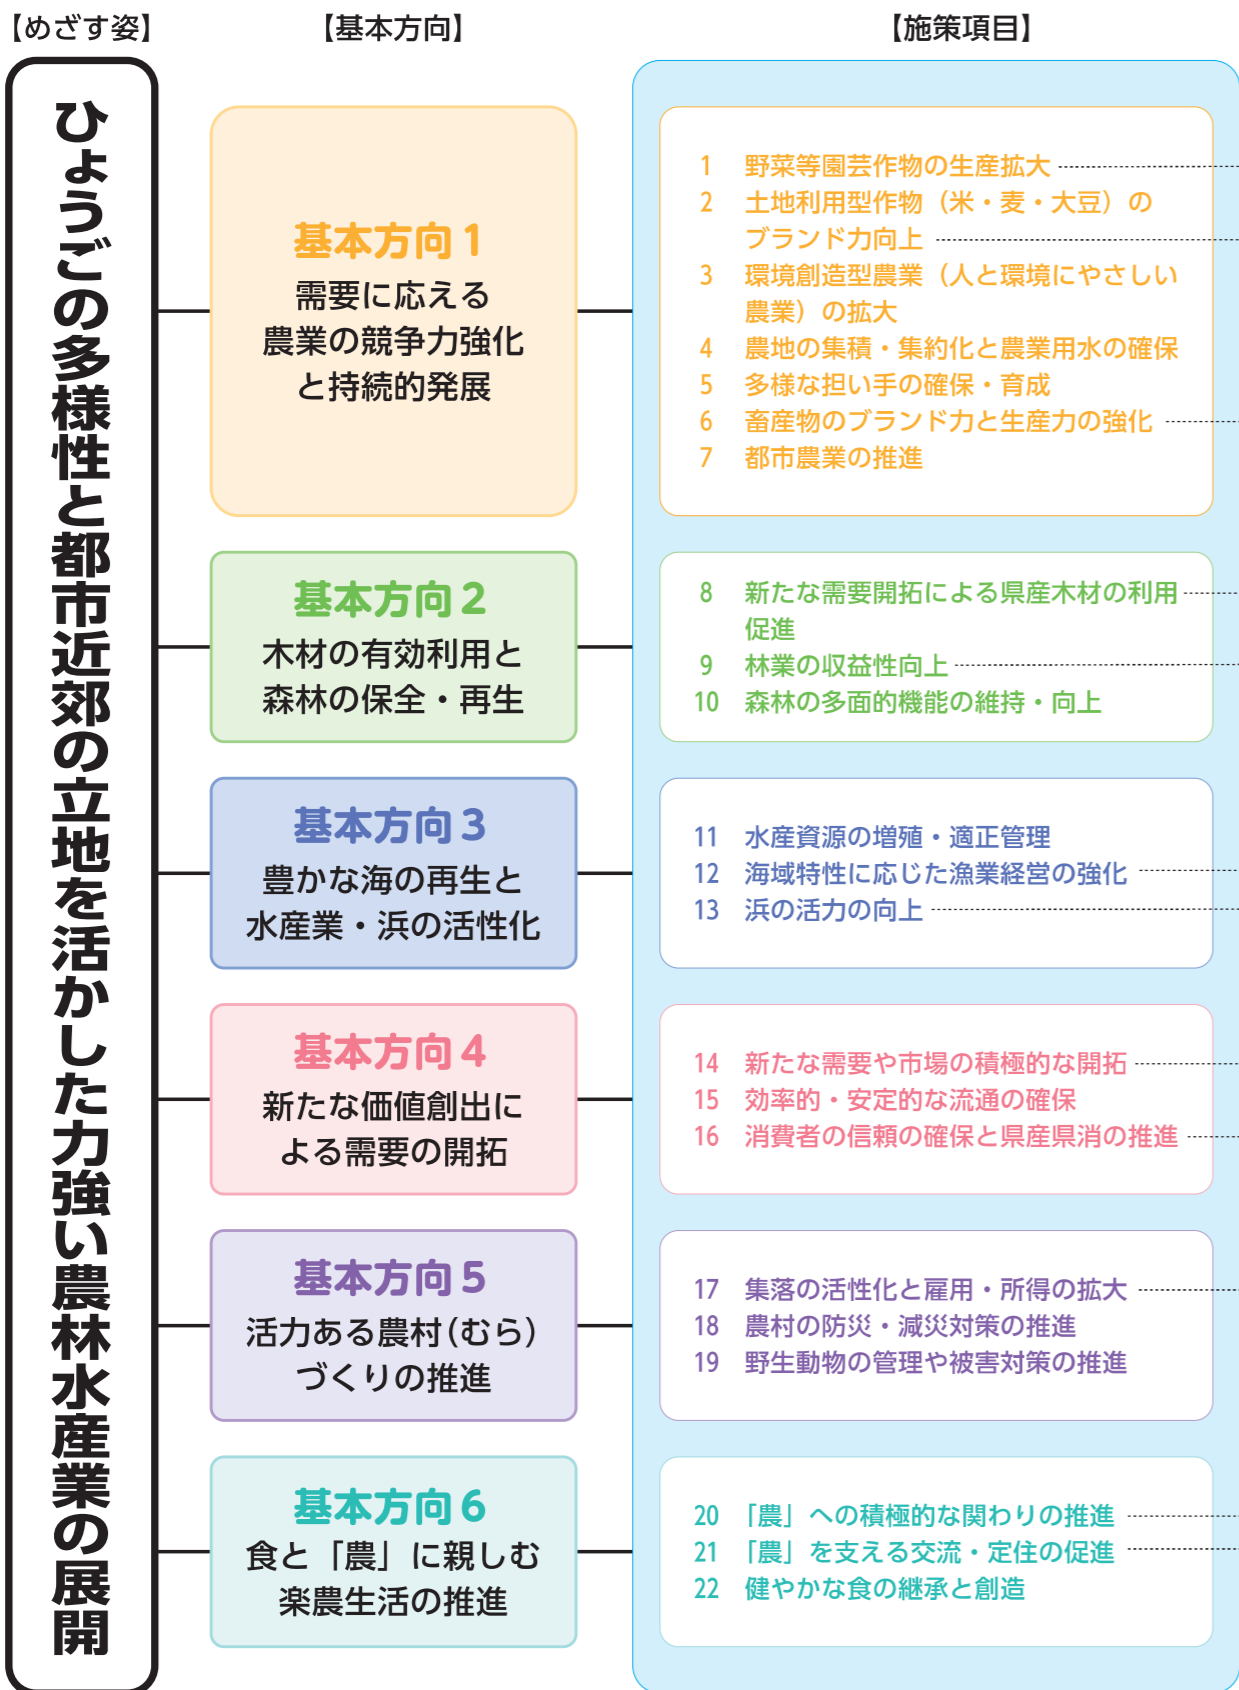 【めざす姿】
【基本方向】
【施策項目】
ひょうごの多様性と都市近郊の立地を活かした力強い農林水産業の展開
基本方向 1
需要に応える
農業の競争力強化
と持続的発展
1 野菜等園芸作物の生産拡大
2 土地利用型作物（米・麦・大豆）の
ブランド力向上
3 環境創造型農業（人と環境にやさしい
農業）の拡大
4 農地の集積・集約化と農業用水の確保
5 多様な担い手の確保・育成
6 畜産物のブランド力と生産力の強化
7 都市農業の推進
基本方向 2
木材の有効利用と
森林の保全・再生
8 新たな需要開拓による県産木材の利用
促進
9 林業の収益性向上
10 森林の多面的機能の維持・向上
基本方向 3
豊かな海の再生と
水産業・浜の活性化
11 水産資源の増殖・適正管理
12 海域特性に応じた漁業経営の強化
13 浜の活力の向上
基本方向 4
新たな価値創出に
よる需要の開拓
14 新たな需要や市場の積極的な開拓
15 効率的・安定的な流通の確保
16 消費者の信頼の確保と県産県消の推進
基本方向 5
活力ある農村(むら)
づくりの推進
17 集落の活性化と雇用・所得の拡大
18 農村の防災・減災対策の推進
19 野生動物の管理や被害対策の推進
基本方向 6
食と「農」に親しむ
楽農生活の推進
20 「農」への積極的な関わりの推進
21 「農」を支える交流・定住の促進
22 健やかな食の継承と創造